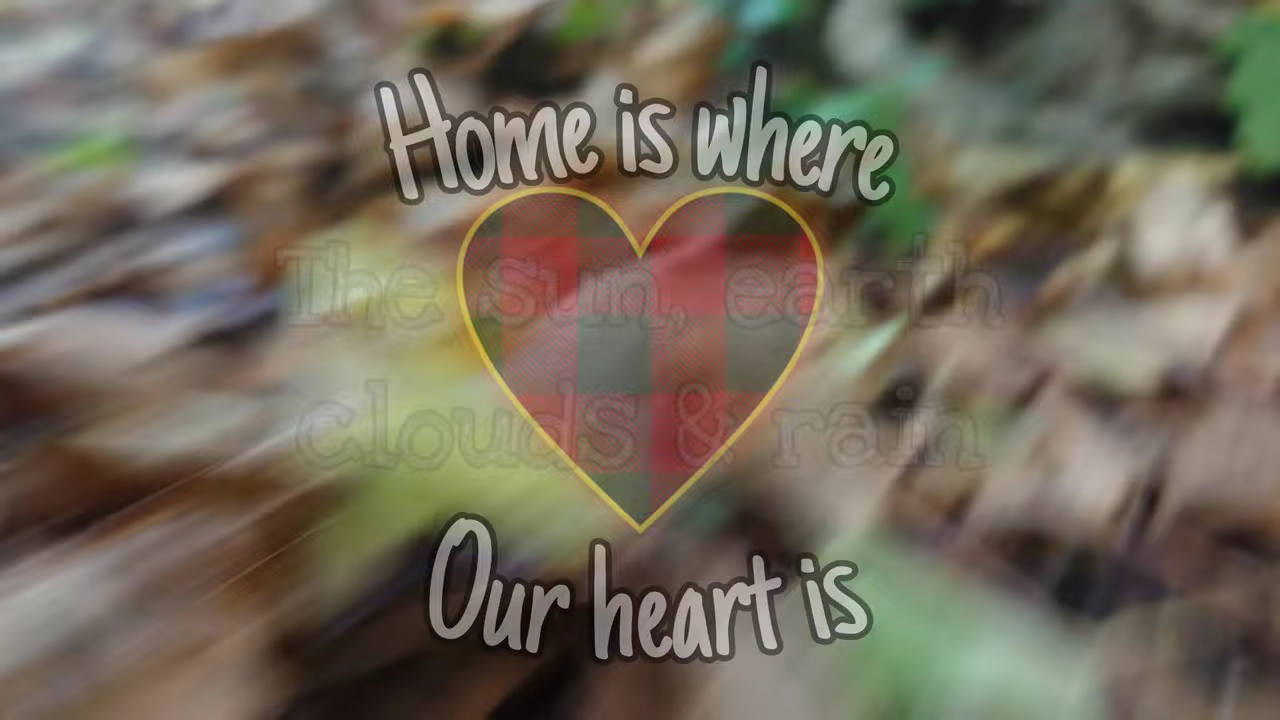 Home is where
The sun, earth
clouds & rain
Our heart is